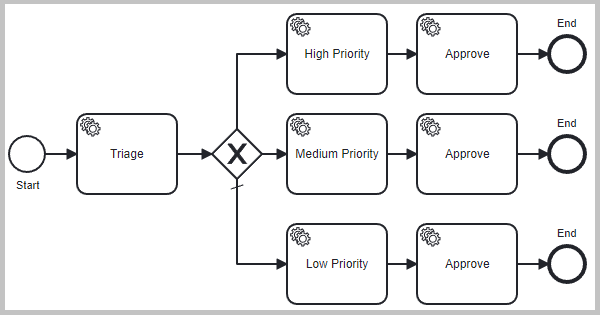 End
High Priority
Approve
End
Start
Triage
Medium Priority
Approve
End
Low Priority
Approve